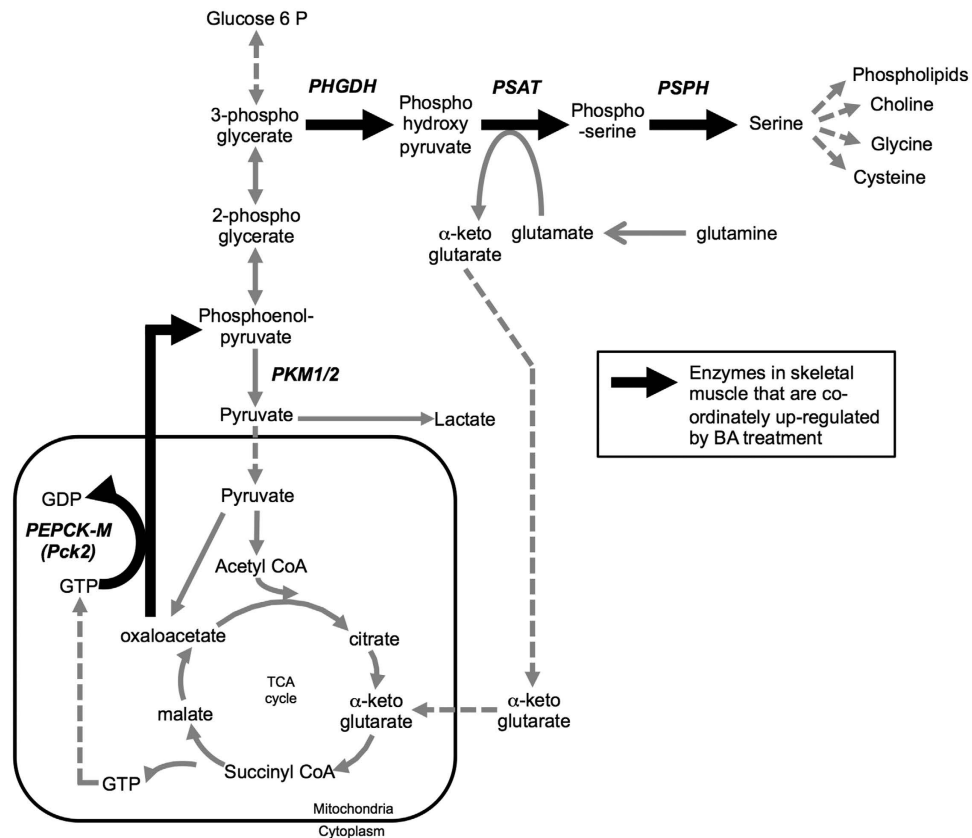 Glucose 6 P
PHGDH
PSAT
PSPH
3-phospho
glycerate
Phospho
hydroxy
pyruvate
Phospho
-serine
Serine
Phospholipids
Choline
Glycine
Cysteine
2-phospho
glycerate
α-keto
glutarate
glutamate
glutamine
Phosphoenol-
pyruvate
PKM1/2
Pyruvate
Lactate
Enzymes in skeletal
muscle that are co-
ordinately up-regulated
by BA treatment
Pyruvate
GDP
PEPCK-M
(Pck2)
GTP
Acetyl CoA
oxaloacetate
citrate
TCA
cycle
malate
α-keto
glutarate
α-keto
glutarate
Succinyl CoA
GTP
Mitochondria
Cytoplasm